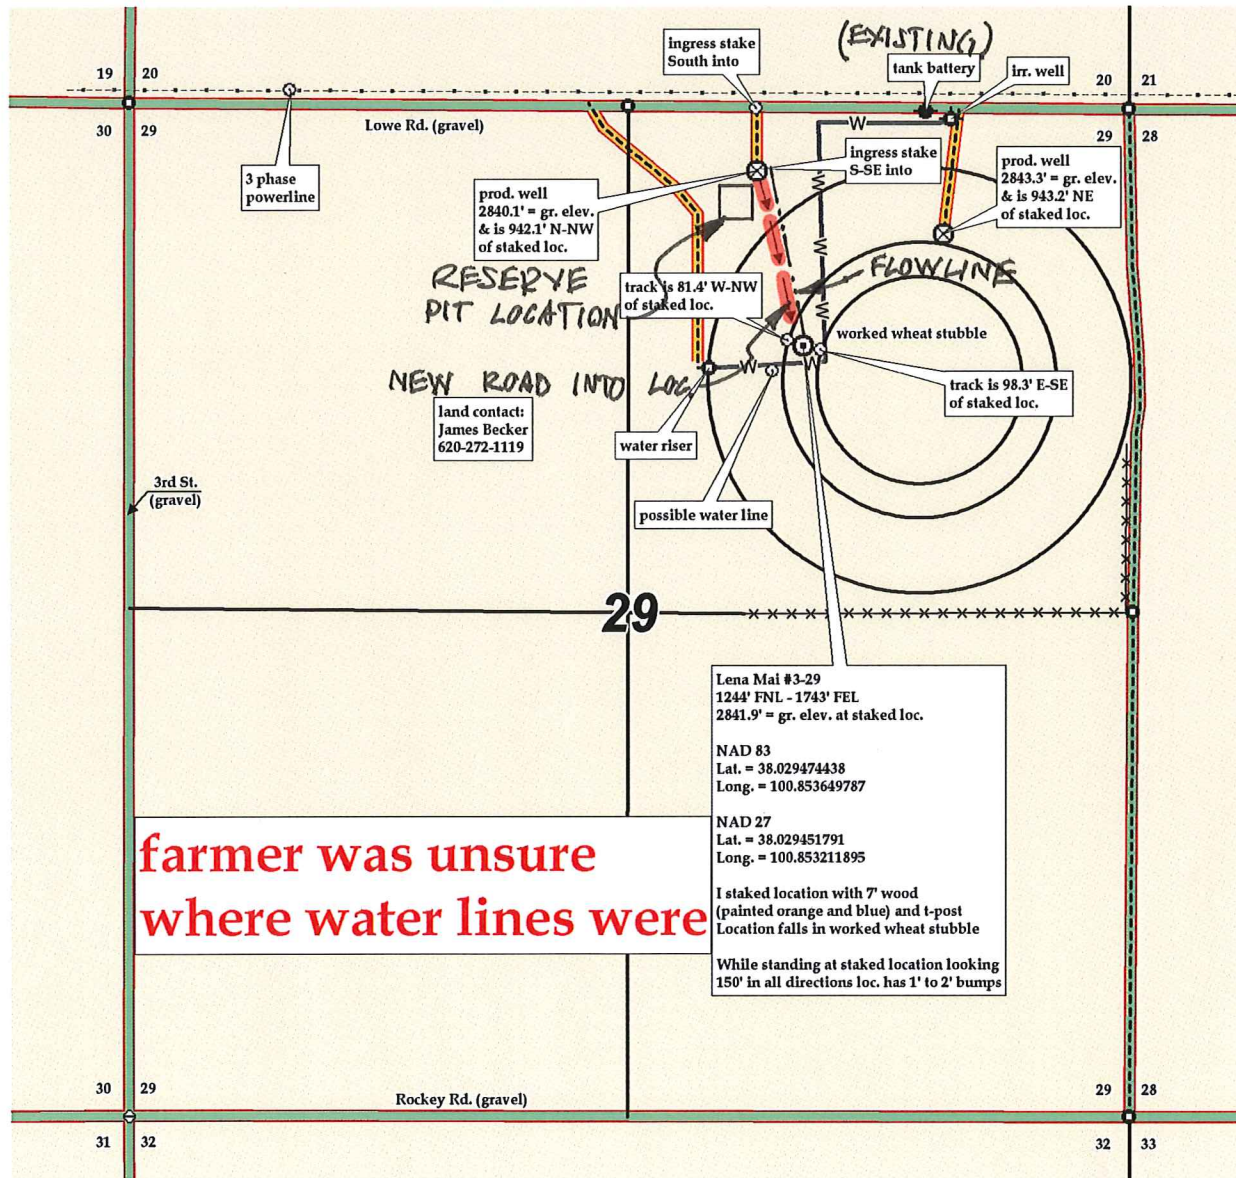 (EXISTING)
ingress stake
South into
tank battery
irr. well
19 20
20 21
30 29
29 28
Lowe Rd. (gravel)
W
3 phase
powerline
ingress stake
S-SE into
prod. well
2843.3' = gr. elev.
& is 943.2' NE
of staked loc.
prod. well
2840.1' = gr. elev.
& is 942.1' N-NW
of staked loc.
W
W
RESERVE
PIT LOCATION
FLOWLINE
track is 81.4' W-NW
of staked loc.
W
worked wheat stubble
W
W
NEW ROAD INTO LOC
track is 98.3' E-SE
of staked loc.
land contact:
James Becker
620-272-1119
water riser
3rd St.
(gravel)
possible water line
29
Lena Mai #3-29
1244' FNL - 1743' FEL
2841.9' = gr. elev. at staked loc.
NAD 83
Lat. = 38.029474438
Long. = 100.853649787
NAD 27
Lat. = 38.029451791
Long. = 100.853211895
I staked location with 7' wood
(painted orange and blue) and t-post
Location falls in worked wheat stubble
While standing at staked location looking
150' in all directions loc. has 1' to 2' bumps
farmer was unsure
where water lines were
30 29
29 28
Rockey Rd. (gravel)
31 32
32 33